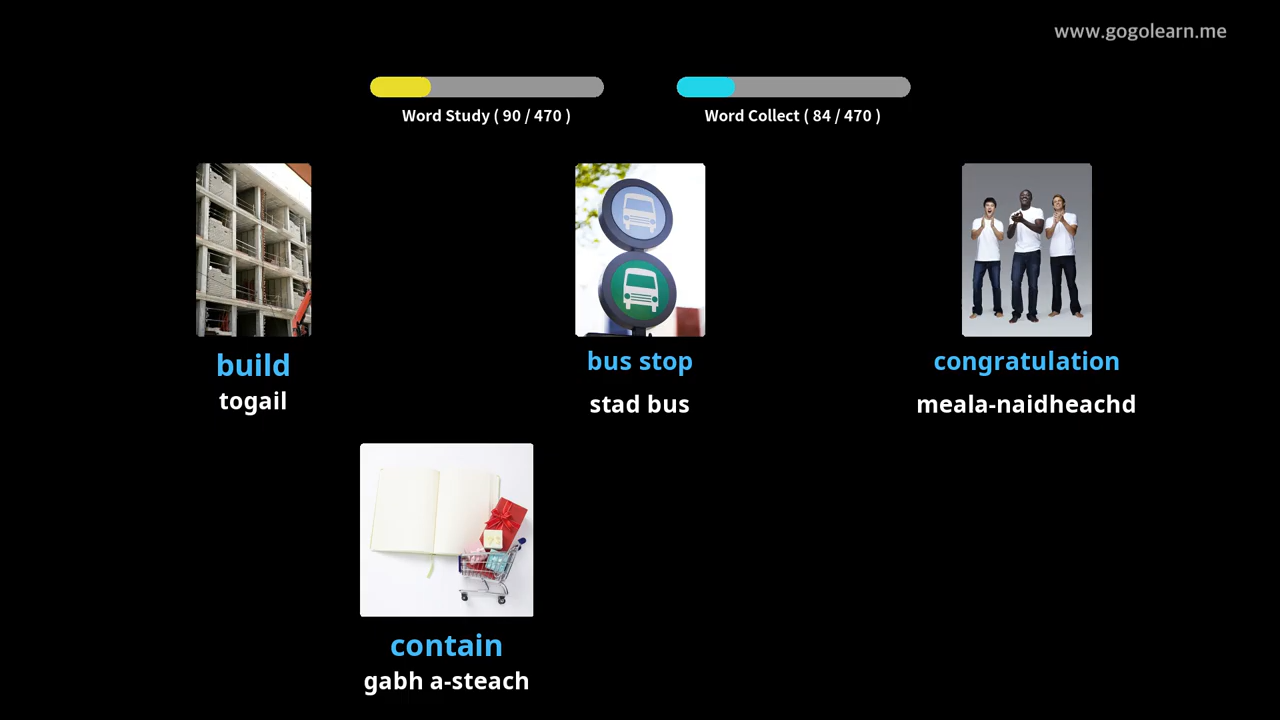 www.gogolearn.me
Word Study ( 90 / 470 )
Word Collect ( 84 / 470 )
build
togail
bus stop
stad bus
congratulation
meala-naidheachd
contain
gabh a-steach